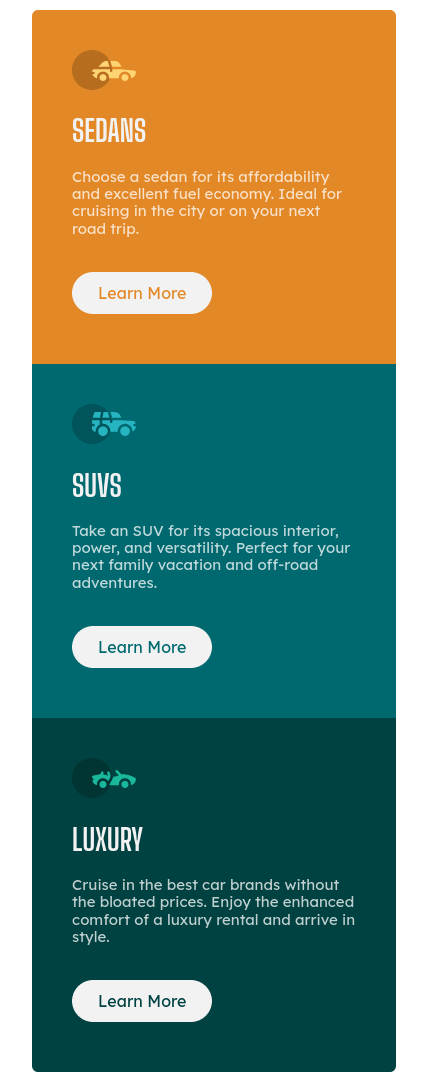 SEDANS
Choose a sedan for its affordability
and excellent fuel economy. Ideal for
cruising in the city or on your next
road trip.
Learn More
SUVS
Take an SUV for its spacious interior,
power, and versatility. Perfect for your
next family vacation and off-road
adventures.
Learn More
LUXURY
Cruise in the best car brands without
the bloated prices. Enjoy the enhanced
comfort of a luxury rental and arrive in
style.
Learn More